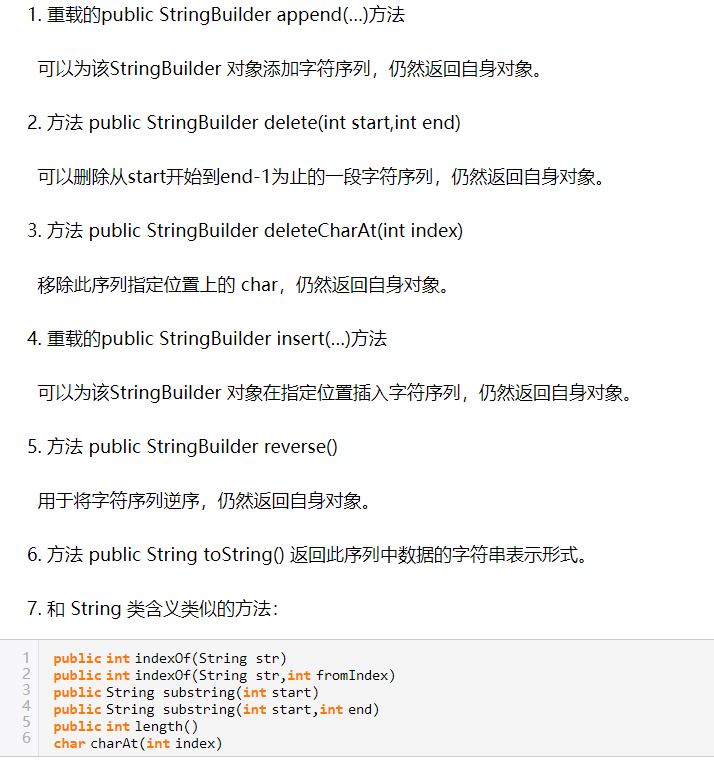 1. 重载的public StringBuilder append(…)方法
可以为该StringBuilder 对象添加字符序列，仍然返回自身对象。
2. 方法 public StringBuilder delete(int start,int end)
可以删除从start开始到end-1为止的一段字符序列，仍然返回自身对象。
3. 方法 public StringBuilder deleteCharAt(int index)
移除此序列指定位置上的 char，仍然返回自身对象。
4. 重载的public StringBuilder insert(…)方法
可以为该StringBuilder 对象在指定位置插入字符序列，仍然返回自身对象。
5. 方法 public StringBuilder reverse()
用于将字符序列逆序，仍然返回自身对象。
6. 方法 public String toString() 返回此序列中数据的字符串表示形式。
7. 和 String 类含义类似的方法：
1 public int indexOf(String str)
2 public int indexOf(String str,int fromIndex)
3 public String substring(int start)
4 public String substring(int start,int end)
5 public int length()
6 char charAt(int index)